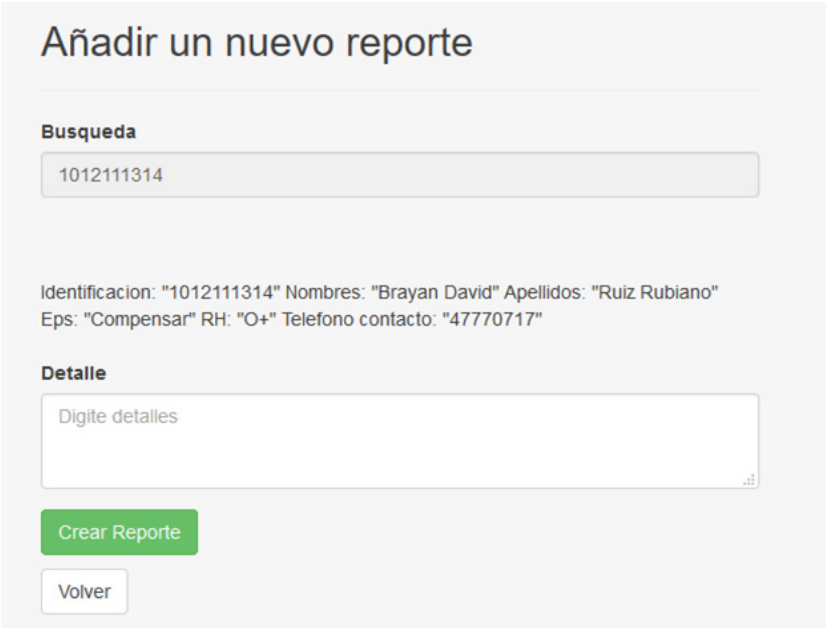 Añadir un nuevo reporte
Busqueda
1012111314
Identificacion: "1012111314" Nombres: "Brayan David" Apellidos: "Ruiz Rubiano"
Eps: "Compensar" RH: "O+" Telefono contacto: "47770717"
Detalle
Digite detalles
Crear Reporte
Volver